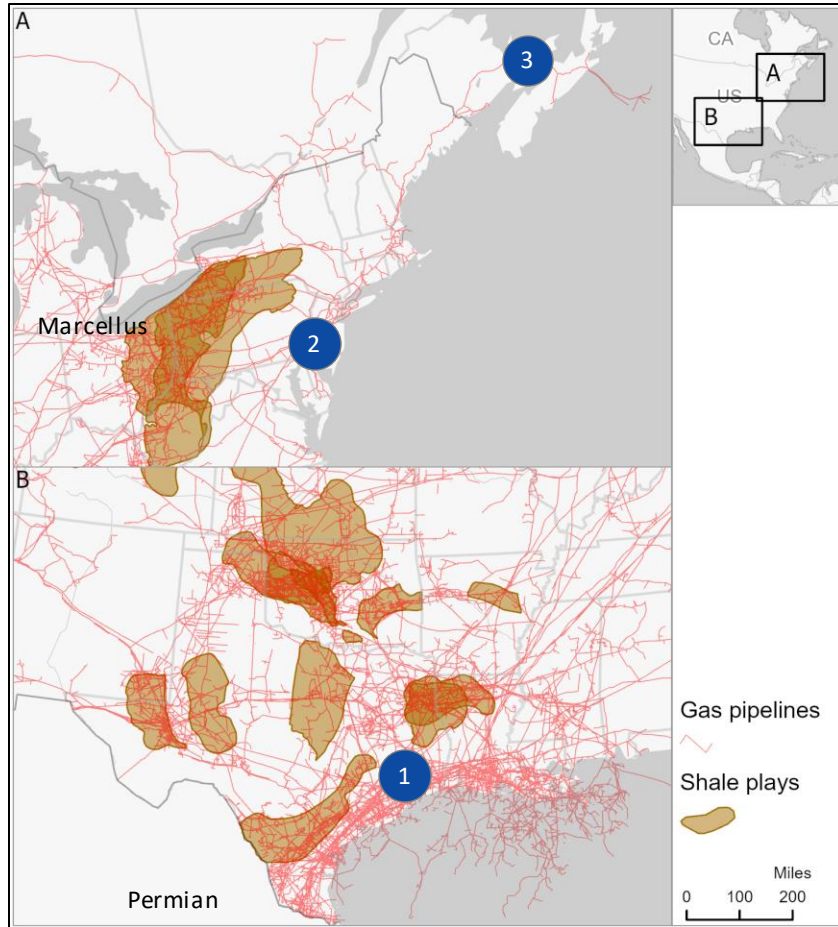 A
3
CA
A
US
B
Marcellus
2
B
Gas pipelines
1
Shale plays
Miles
Permian
0 100 200